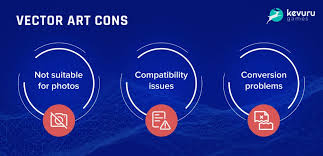 VECTOR ART CONS
kevuru
games
Not suitable
for photos
Compatibility
issues
Conversion
problems